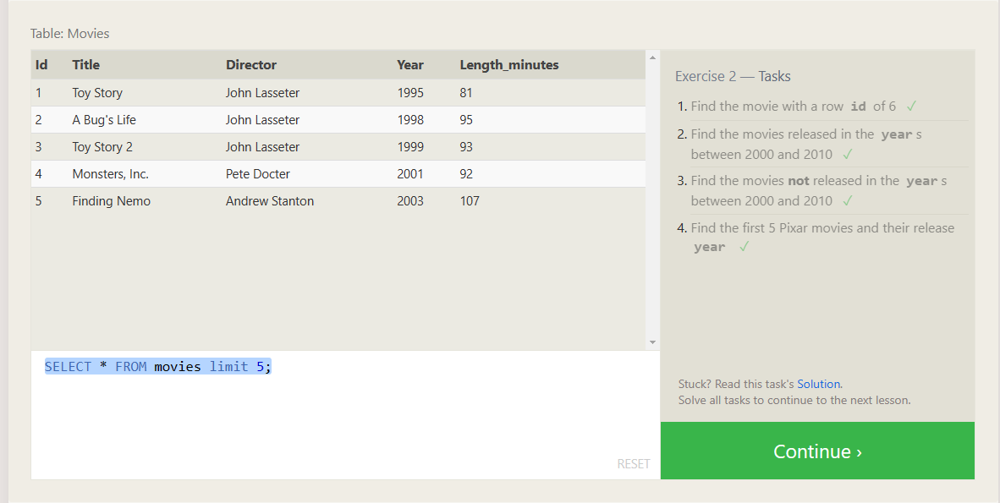 Table: Movies
Id Title Director Year Length_minutes
1 Toy Story John Lasseter 1995 81
2 A Bug's Life John Lasseter 1998 95
3 Toy Story 2 John Lasseter 1999 93
4 Monsters, Inc. Pete Docter 2001 92
5 Finding Nemo Andrew Stanton 2003 107
SELECT * FROM movies limit 5;
RESET
Exercise 2 — Tasks
1. Find the movie with a row id of 6 ✓
2. Find the movies released in the year s
between 2000 and 2010 ✓
3. Find the movies not released in the year s
between 2000 and 2010 ✓
4. Find the first 5 Pixar movies and their release
year ✓
Stuck? Read this task's Solution.
Solve all tasks to continue to the next lesson.
Continue ›